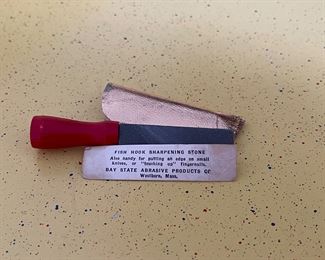 FISH HOOK SHARPENING STONE
Also handy for putting an edge on small
knives, or "touching up" fingernails.
BAY STATE ABRASIVE PRODUCTS CO
Westboro, Mass.